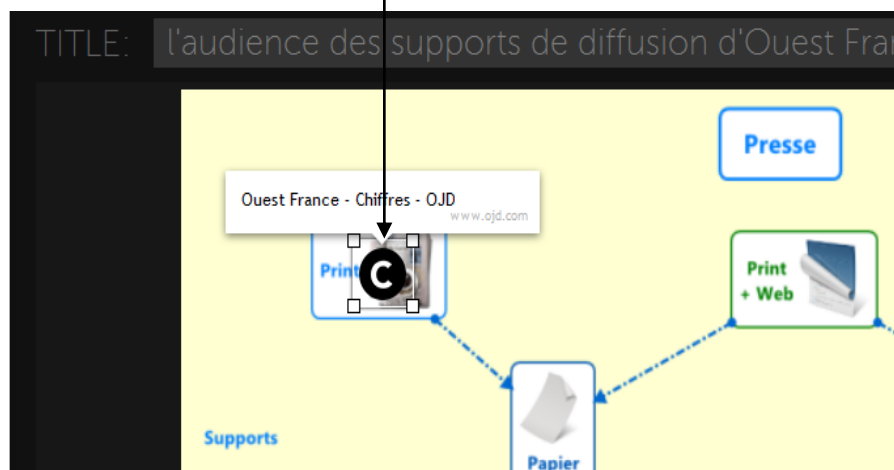 TITLE: l'audience des supports de diffusion d'Ouest Fra
Presse
Ouest France - Chiffres - OJD
www.ojd.com
Print
C
Print
+ Web
Supports
Papier